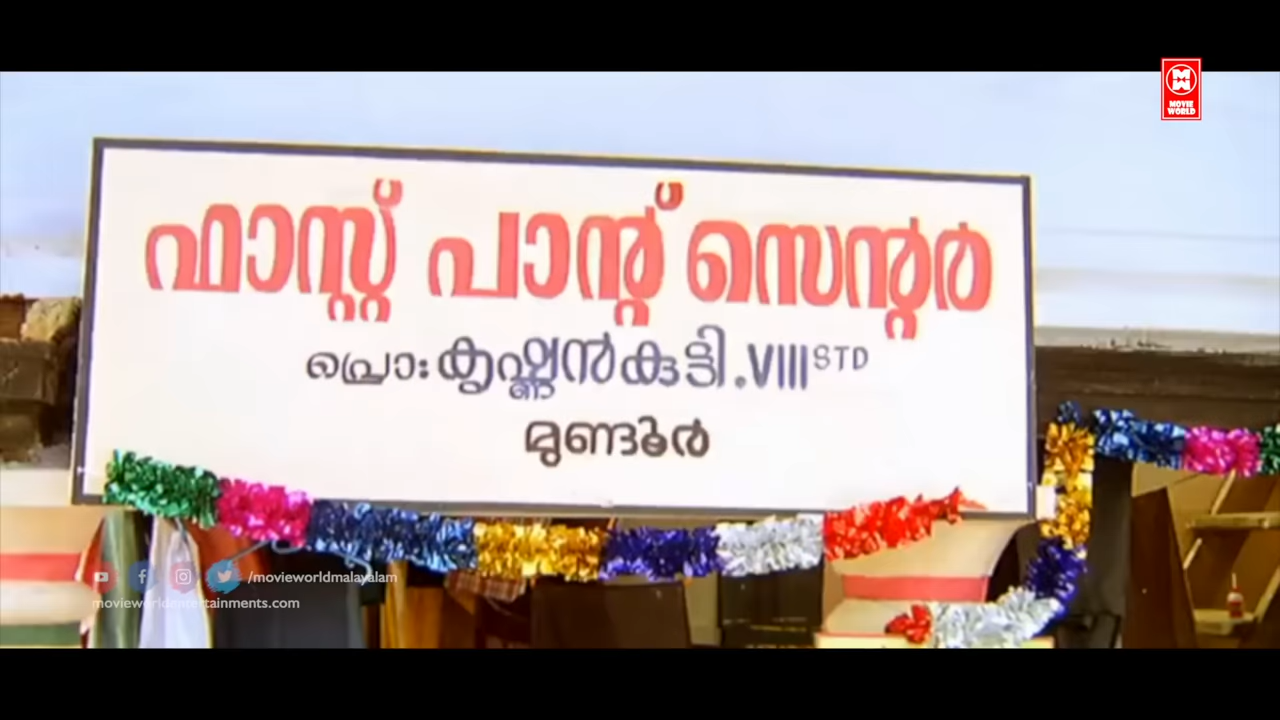 MOVIE
WORLD
ഫാസ്റ്റ് പാന്റ് സെന്റർ
പ്രൊ: കൃഷ്ണൻകുട്ടി. VIII STD
മുണ്ടൂർ
/movieworldmalayalam
movieworldentertainments.com